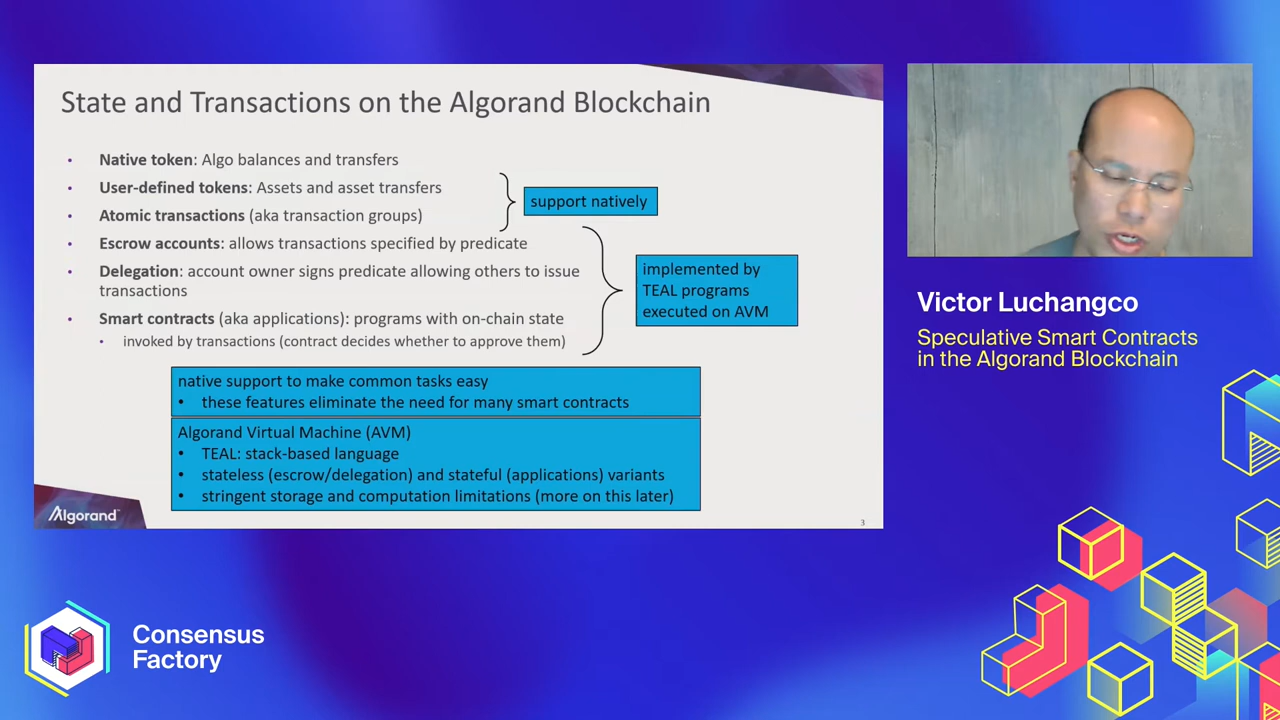 State and Transactions on the Algorand Blockchain
• Native token: Algo balances and transfers
• User-defined tokens: Assets and asset transfers
• Atomic transactions (aka transaction groups)
support natively
• Escrow accounts: allows transactions specified by predicate
• Delegation: account owner signs predicate allowing others to issue
transactions
• Smart contracts (aka applications): programs with on-chain state
• invoked by transactions (contract decides whether to approve them)
implemented by
TEAL programs
executed on AVM
native support to make common tasks easy
• these features eliminate the need for many smart contracts
Algorand Virtual Machine (AVM)
• TEAL: stack-based language
• stateless (escrow/delegation) and stateful (applications) variants
• stringent storage and computation limitations (more on this later)
Algorand
3
Victor Luchangco
Speculative Smart Contracts
in the Algorand Blockchain
Consensus
Factory